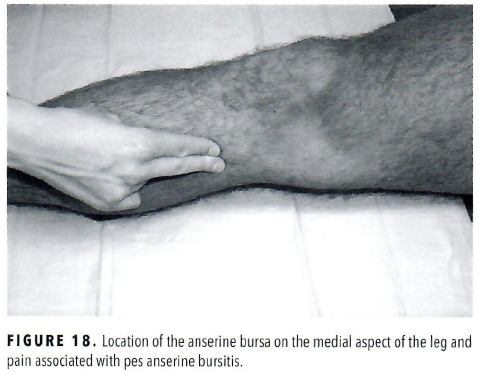 FIGURE 18. Location of the anserine bursa on the medial aspect of the leg and
pain associated with pes anserine bursitis.